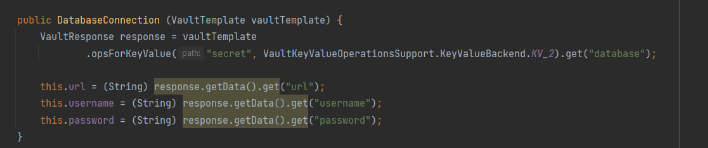 public DatabaseConnection (VaultTemplate vaultTemplate) {
VaultResponse response = vaultTemplate
.opsForKeyValue( path: "secret", VaultKeyValueOperationsSupport.KeyValueBackend.KV_2).get("database");
this.url = (String) response.getData().get("url");
this.username = (String) response.getData().get("username");
this.password = (String) response.getData().get("password");
}